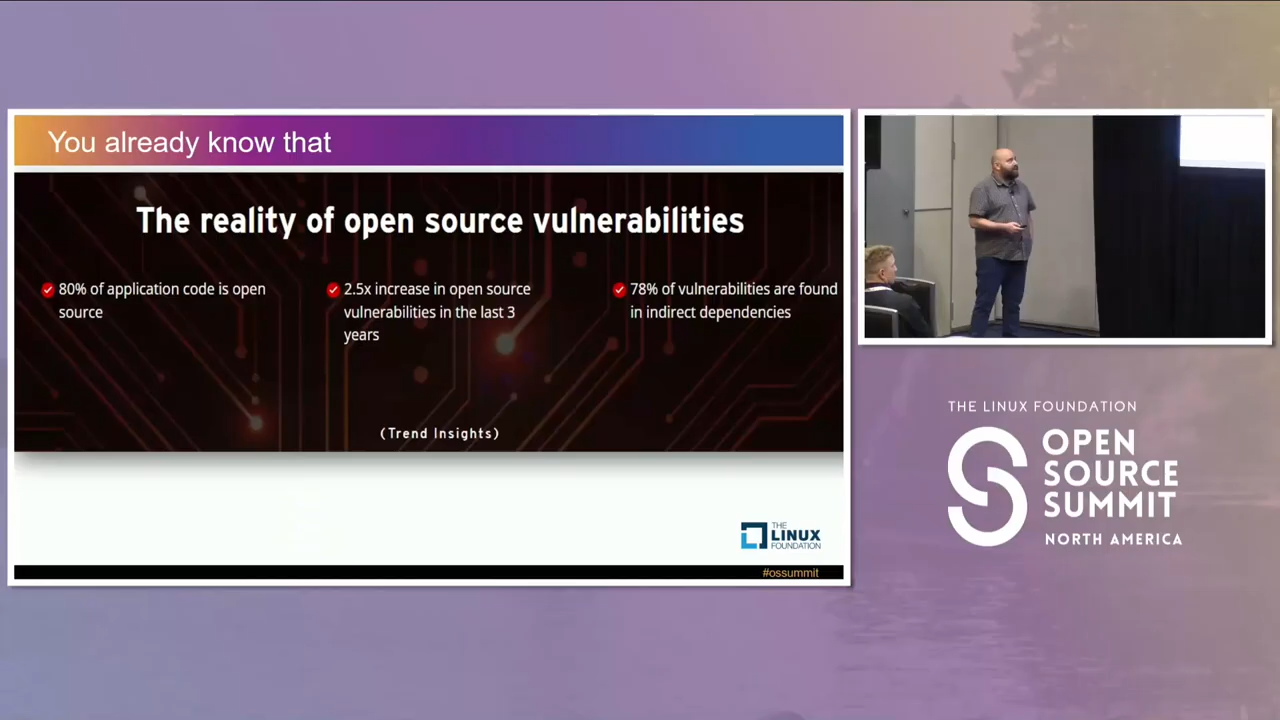 You already know that
The reality of open source vulnerabilities
80% of application code is open
source
2.5x increase in open source
vulnerabilities in the last 3
years
78% of vulnerabilities are found
in indirect dependencies
(Trend Insights)
THE
LINUX
FOUNDATION
#ossummit
THE LINUX FOUNDATION
OPEN
SOURCE
SUMMIT
NORTH AMERICA